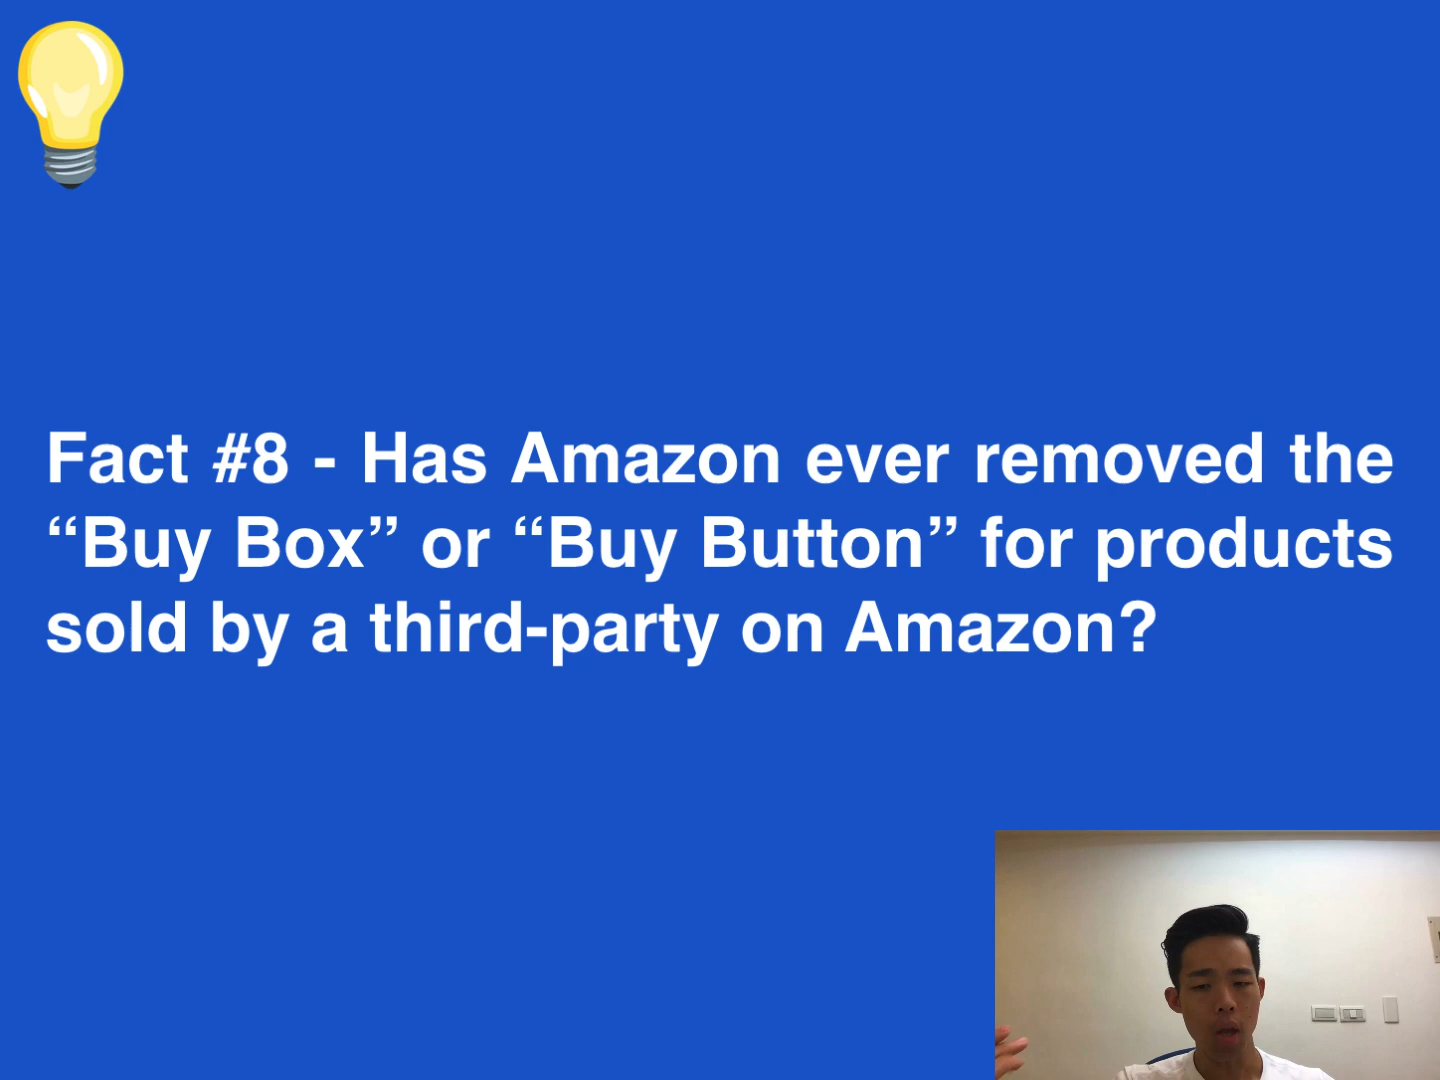 Fact #8 - Has Amazon ever removed the
“Buy Box” or “Buy Button” for products
sold by a third-party on Amazon?